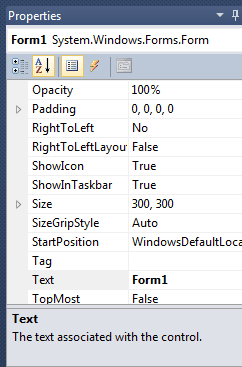 Properties
Form1 System.Windows.Forms.Form
Opacity 100%
Padding 0, 0, 0, 0
RightToLeft No
RightToLeftLayou False
ShowIcon True
ShowInTaskbar True
Size 300, 300
SizeGripStyle Auto
StartPosition WindowsDefaultLoca
Tag
Text Form1
TopMost False
Text
The text associated with the control.